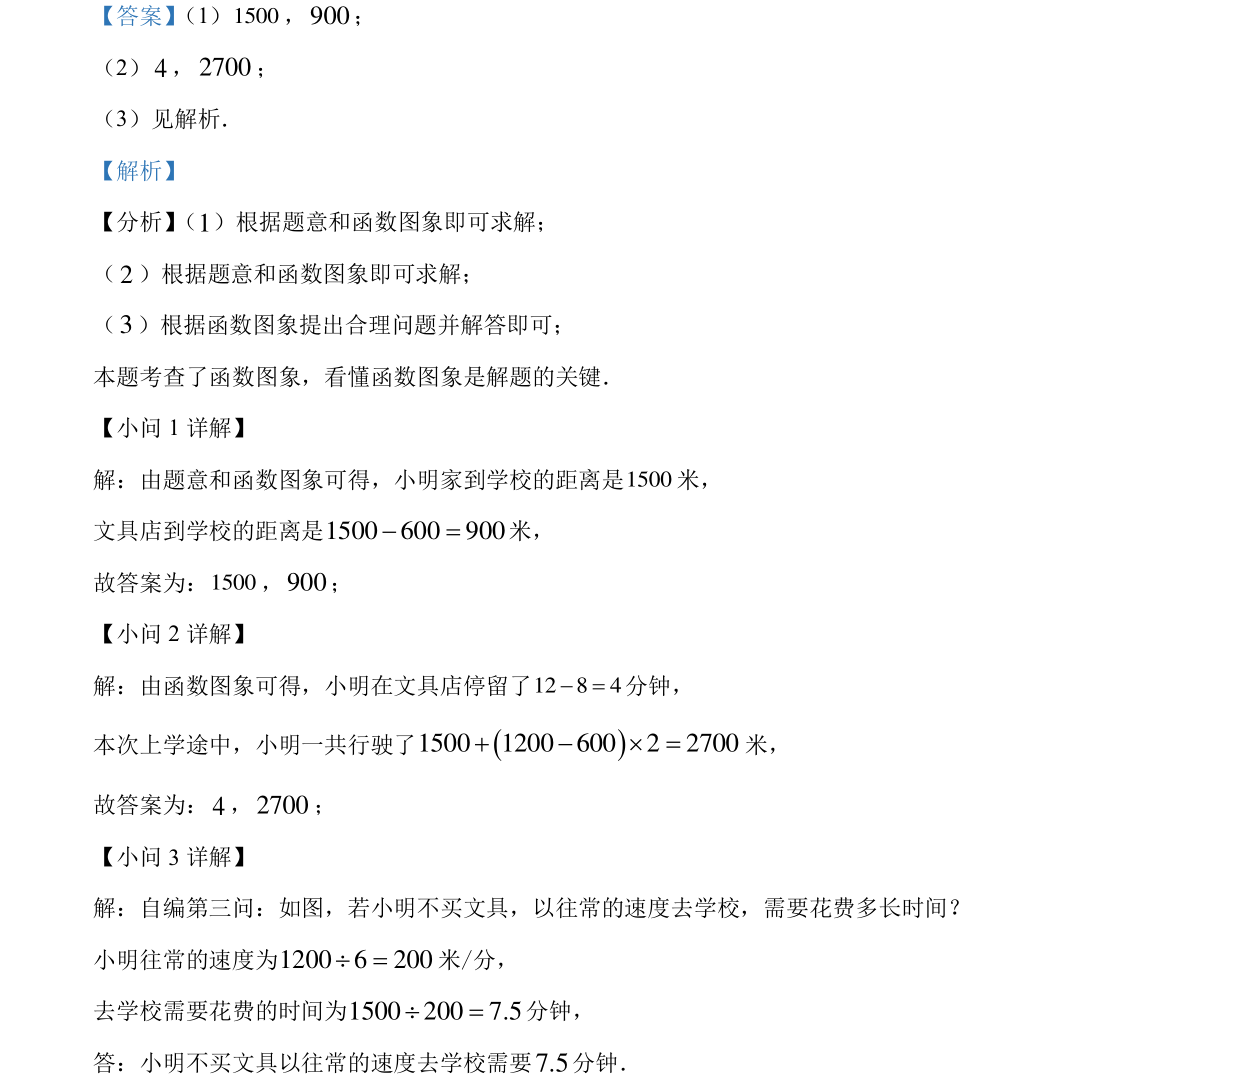 【答案】（1）1500，900；
（2）4，2700；
（3）见解析．
【解析】
【分析】（1）根据题意和函数图象即可求解；
（2）根据题意和函数图象即可求解；
（3）根据函数图象提出合理问题并解答即可；
本题考查了函数图象，看懂函数图象是解题的关键．
【小问1详解】
解：由题意和函数图象可得，小明家到学校的距离是1500米，
文具店到学校的距离是1500－600＝900米，
故答案为：1500，900；
【小问2详解】
解：由函数图象可得，小明在文具店停留了12－8＝4分钟，
本次上学途中，小明一共行驶了1500+(1200－600)×2＝2700米，
故答案为：4，2700；
【小问3详解】
解：自编第三问：如图，若小明不买文具，以往常的速度去学校，需要花费多长时间？
小明往常的速度为1200÷6＝200米/分，
去学校需要花费的时间为1500÷200＝7.5分钟，
答：小明不买文具以往常的速度去学校需要7.5分钟．